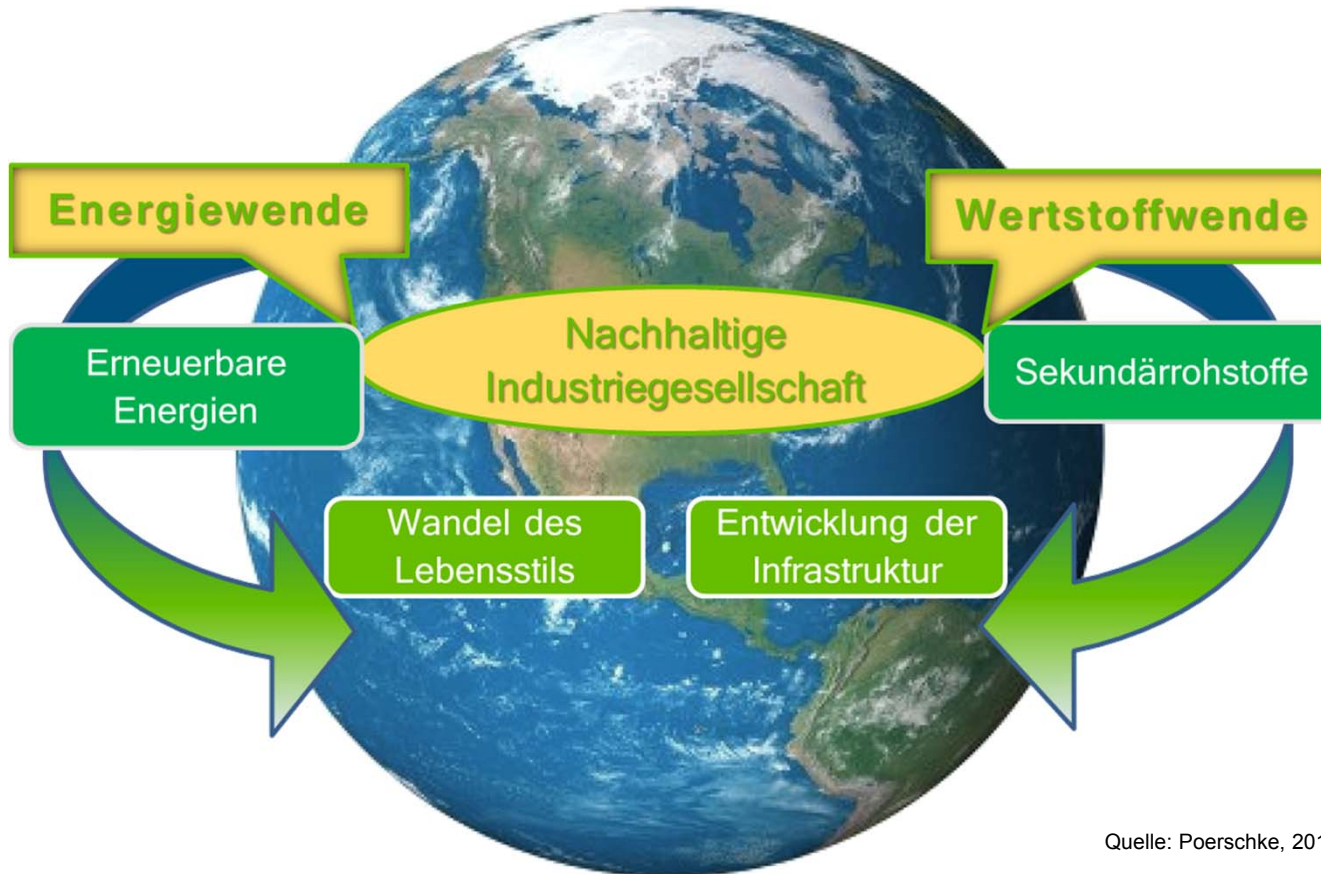 Energiewende
Wertstoffwende
Nachhaltige
Industriegesellschaft
Erneuerbare
Energien
Sekundärrohstoffe
Wandel des
Lebensstils
Entwicklung der
Infrastruktur
Quelle: Poerschke,